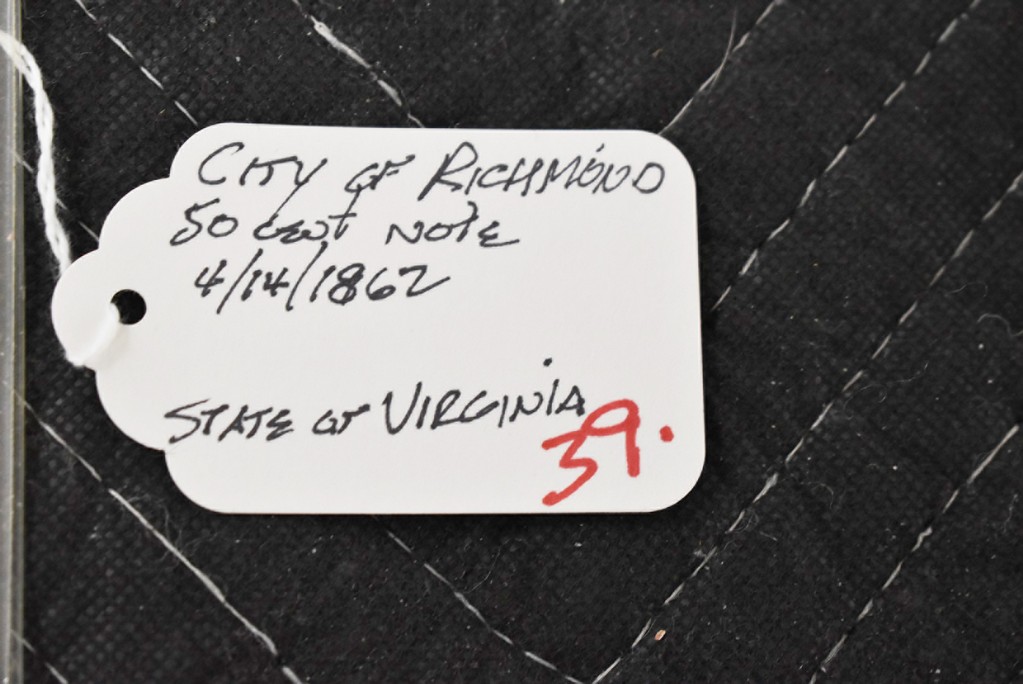 CITY OF RICHMOND
50 cent NOTE
4/14/1862
STATE OF VIRGINIA
39.